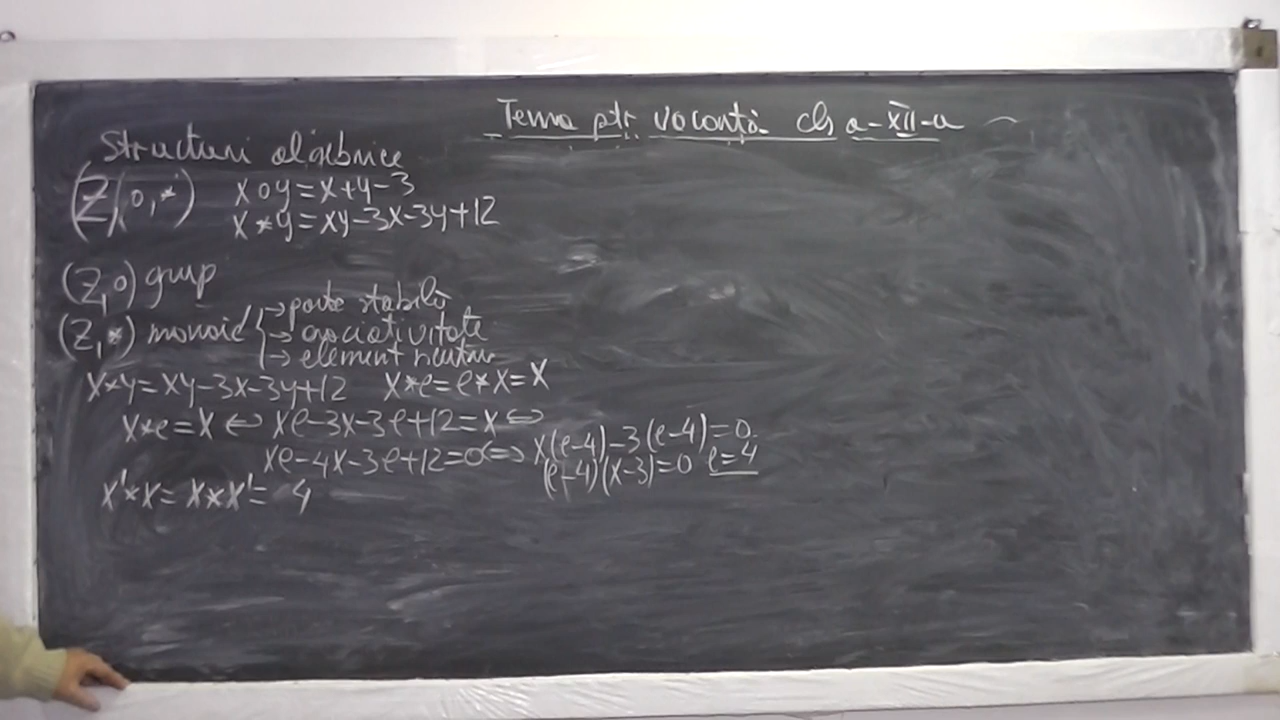 Tema ptr vacanță cls a-XII-a
Structuri algebrice
(Z, o, *) x o y = x+y-3
x * y = xy-3x-3y+12
(Z, o) grup
(Z, *) monoid { → parte stabilă
→ asociativitate
→ element neutru
x*y = xy-3x-3y+12 x*e = e*x = x
x*e = x ⇔ xe-3x-3e+12 = x ⇔
xe-4x-3e+12=0 ⇔ x(e-4)-3(e-4)=0
(e-4)(x-3)=0 e=4
x'*x = x*x' = 4